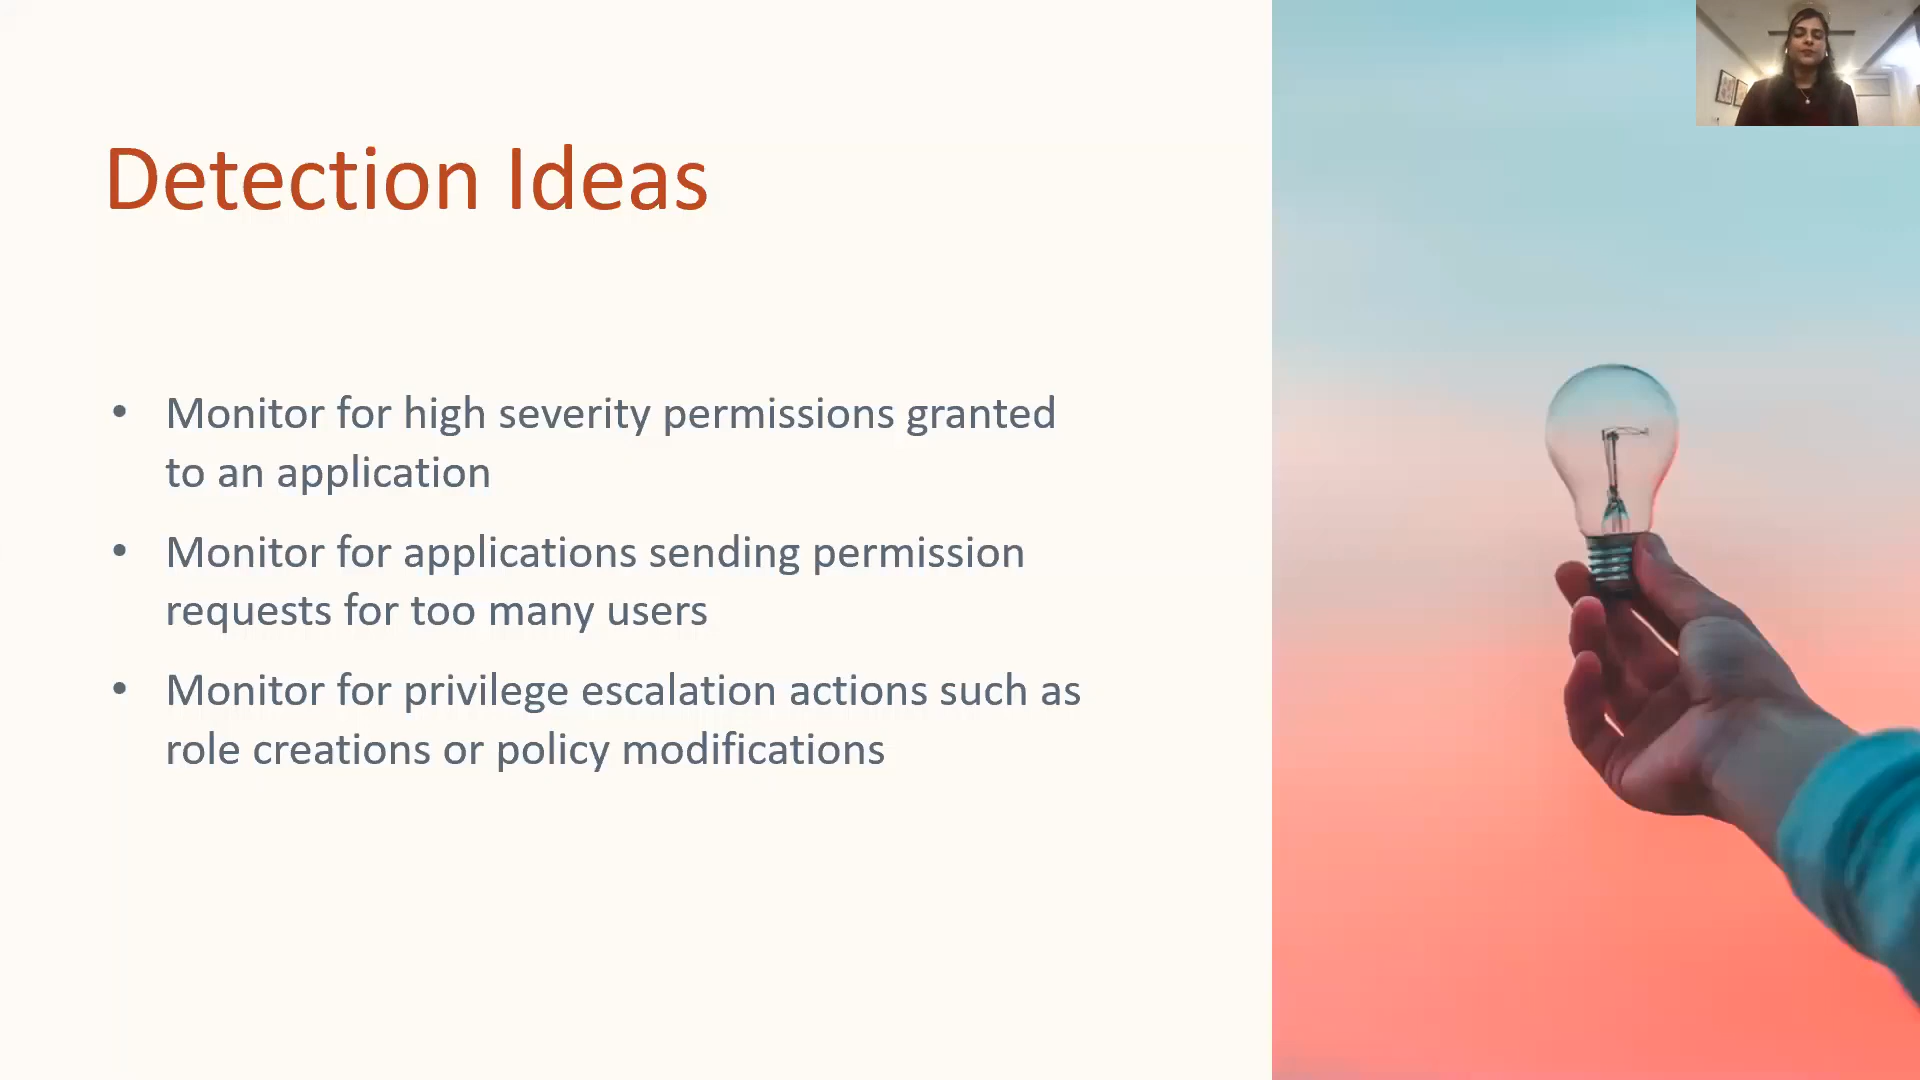 Detection Ideas
• Monitor for high severity permissions granted
to an application
• Monitor for applications sending permission
requests for too many users
• Monitor for privilege escalation actions such as
role creations or policy modifications